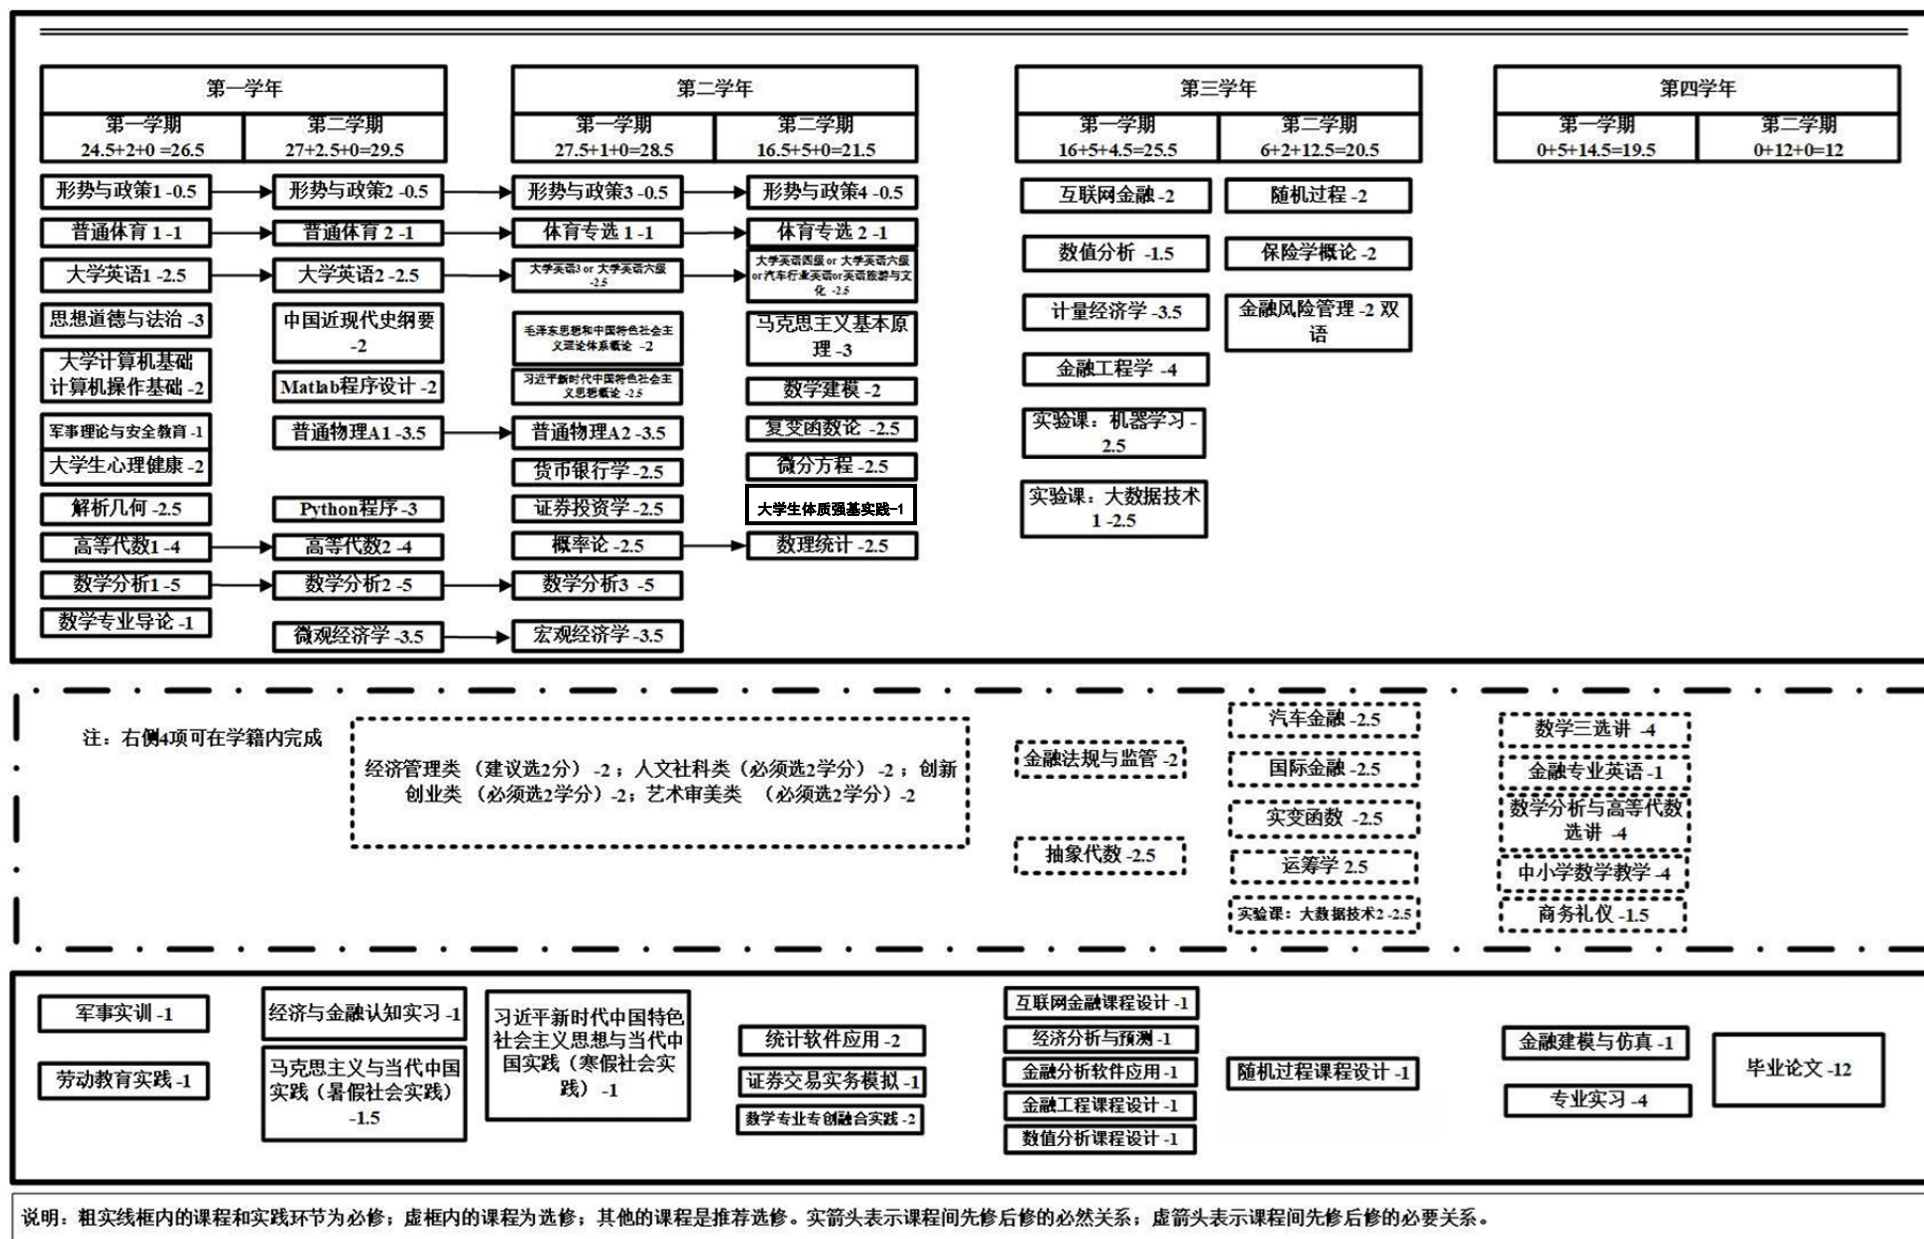 第一学年
第一学期
24.5+2+0 =26.5
第二学期
27+2.5+0=29.5
第二学年
第一学期
27.5+1+0=28.5
第二学期
16.5+5+0=21.5
第三学年
第一学期
16+5+4.5=25.5
第二学期
6+2+12.5=20.5
第四学年
第一学期
0+5+14.5=19.5
第二学期
0+12+0=12
形势与政策1 -0.5
形势与政策2 -0.5
形势与政策3 -0.5
形势与政策4 -0.5
普通体育 1 -1
普通体育 2 -1
体育专选 1 -1
体育专选 2 -1
大学英语1 -2.5
大学英语2 -2.5
大学英语3 or 大学英语六级
-2.5
大学英语四级 or 大学英语六级
or汽车行业英语or英语旅游与文
化 -2.5
思想道德与法治 -3
中国近现代史纲要
-2
毛泽东思想和中国特色社会主
义理论体系概论 -2
马克思主义基本原
理 -3
大学计算机基础
计算机操作基础 -2
Matlab程序设计 -2
习近平新时代中国特色社会主
义思想概论 -2.5
数学建模 -2
军事理论与安全教育 -1
普通物理A1 -3.5
普通物理A2 -3.5
复变函数论 -2.5
大学生心理健康 -2
货币银行学 -2.5
微分方程 -2.5
解析几何 -2.5
Python程序 -3
证券投资学 -2.5
大学生体质强基实践-1
高等代数1 -4
高等代数2 -4
概率论 -2.5
数理统计 -2.5
数学分析1 -5
数学分析2 -5
数学分析3 -5
数学专业导论 -1
微观经济学 -3.5
宏观经济学 -3.5
互联网金融 -2
随机过程 -2
数值分析 -1.5
保险学概论 -2
计量经济学 -3.5
金融风险管理 -2 双
语
金融工程学 -4
实验课：机器学习 -
2.5
实验课：大数据技术
1 -2.5
注：右侧4项可在学籍内完成
经济管理类 （建议选2分） -2 ；人文社科类（必须选2学分） -2 ；创新
创业类 （必须选2学分）-2；艺术审美类 （必须选2学分）-2
金融法规与监管 -2
抽象代数 -2.5
汽车金融 -2.5
国际金融 -2.5
实变函数 -2.5
运筹学 2.5
实验课：大数据技术2 -2.5
数学三选讲 -4
金融专业英语 -1
数学分析与高等代数
选讲 -4
中小学数学教学 -4
商务礼仪 -1.5
军事实训 -1
劳动教育实践 -1
经济与金融认知实习 -1
马克思主义与当代中国
实践（暑假社会实践）
-1.5
习近平新时代中国特色
社会主义思想与当代中
国实践（寒假社会实
践） -1
统计软件应用 -2
证券交易实务模拟 -1
数学专业专创融合实践 -2
互联网金融课程设计 -1
经济分析与预测 -1
金融分析软件应用 -1
金融工程课程设计 -1
数值分析课程设计 -1
随机过程课程设计 -1
金融建模与仿真 -1
专业实习 -4
毕业论文 -12
说明：粗实线框内的课程和实践环节为必修；虚框内的课程为选修；其他的课程是推荐选修。实箭头表示课程间先修后修的必然关系；虚箭头表示课程间先修后修的必要关系。